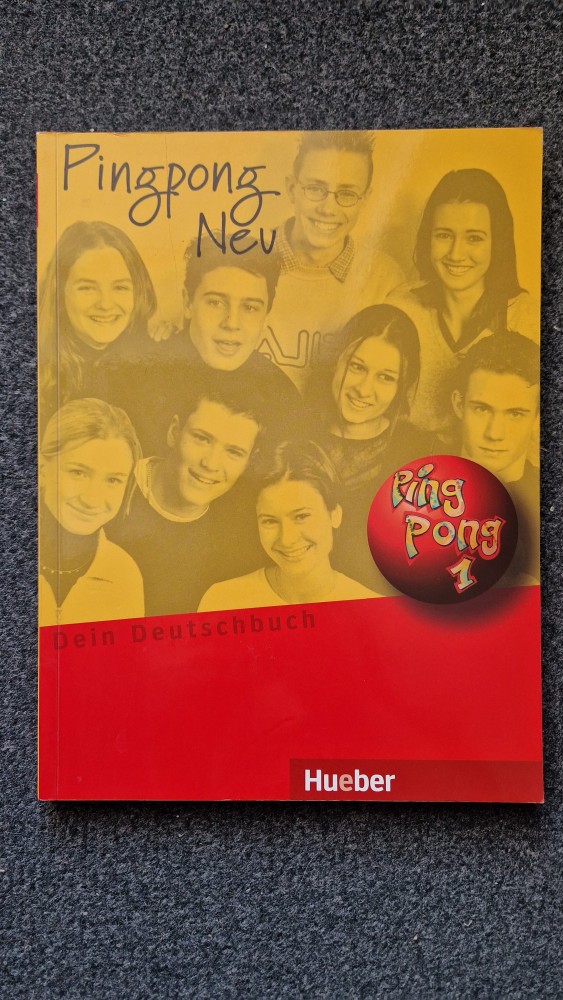 Pingpong
Neu
Ping
Pong
1
Dein Deutschbuch
Hueber